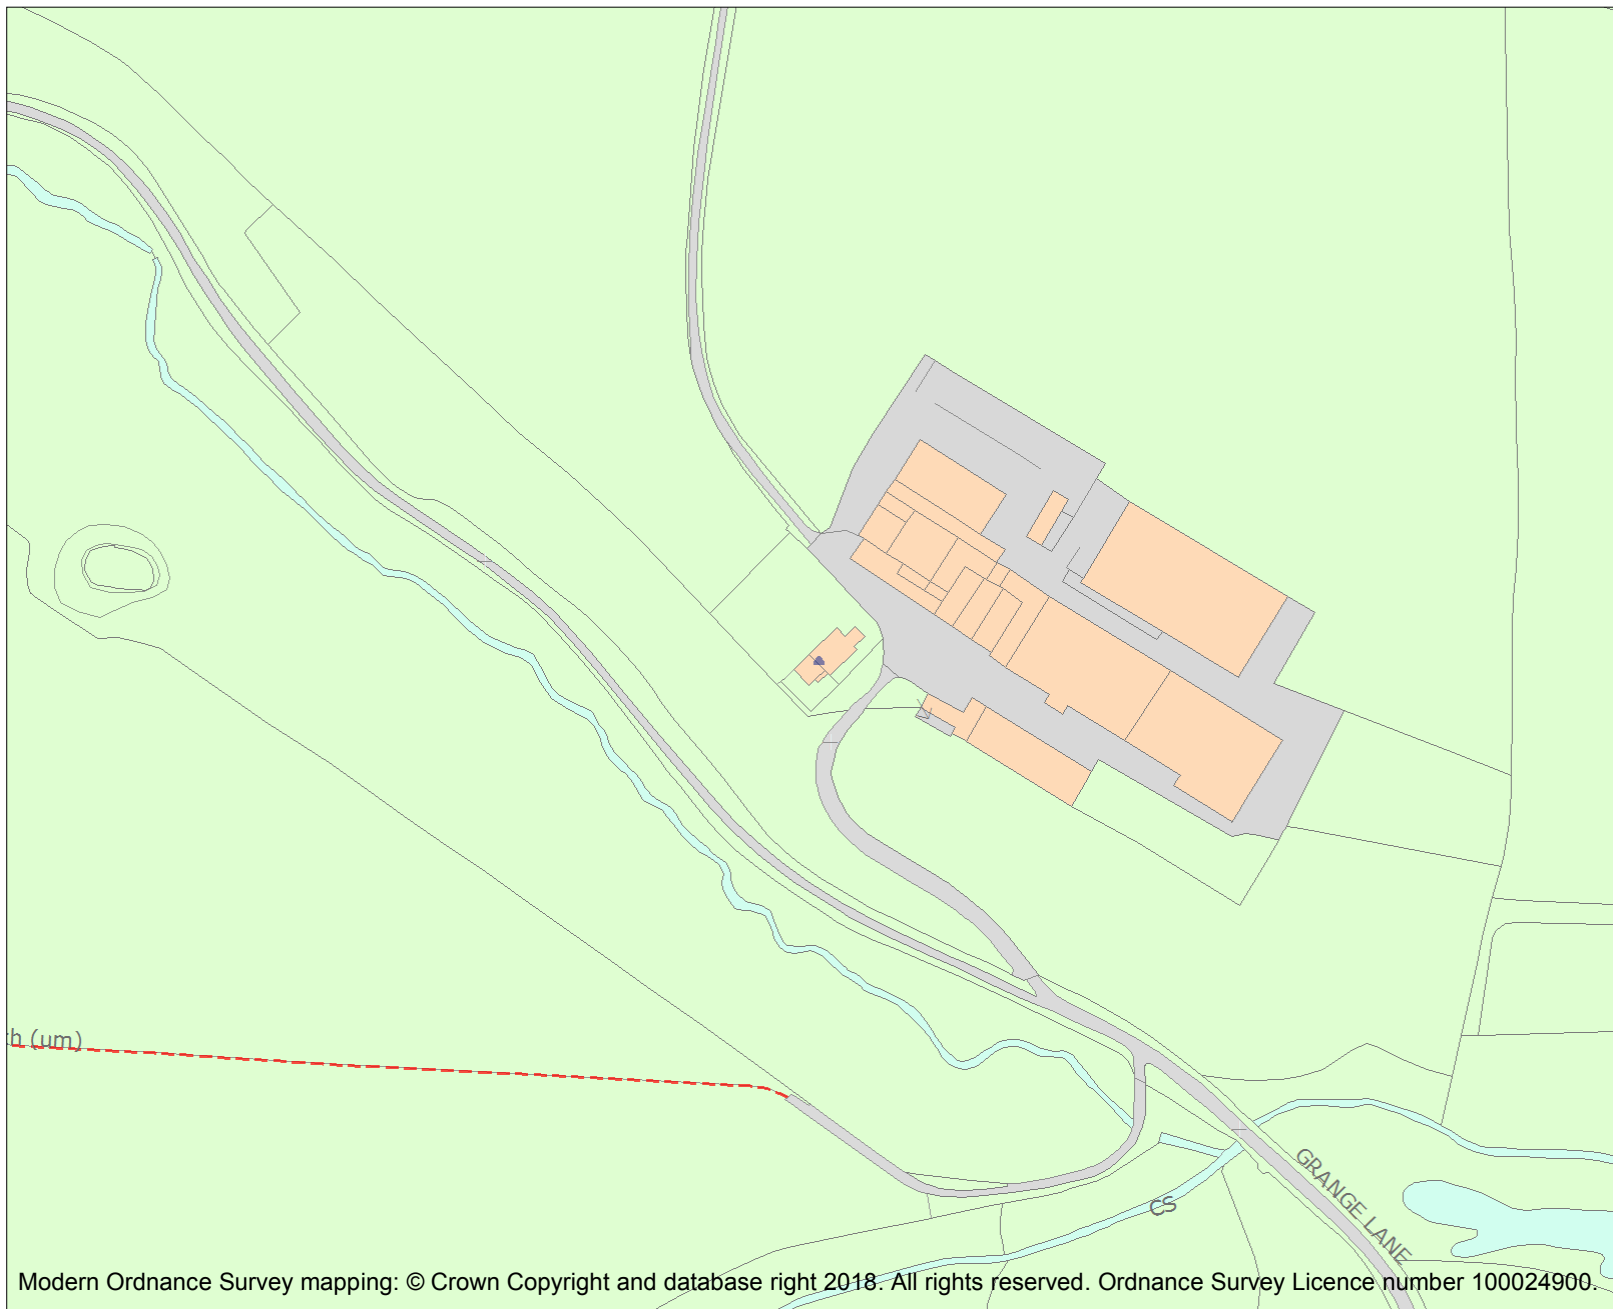 h (um)
CS
GRANGE LANE
Modern Ordnance Survey mapping: © Crown Copyright and database right 2018. All rights reserved. Ordnance Survey Licence number 100024900.